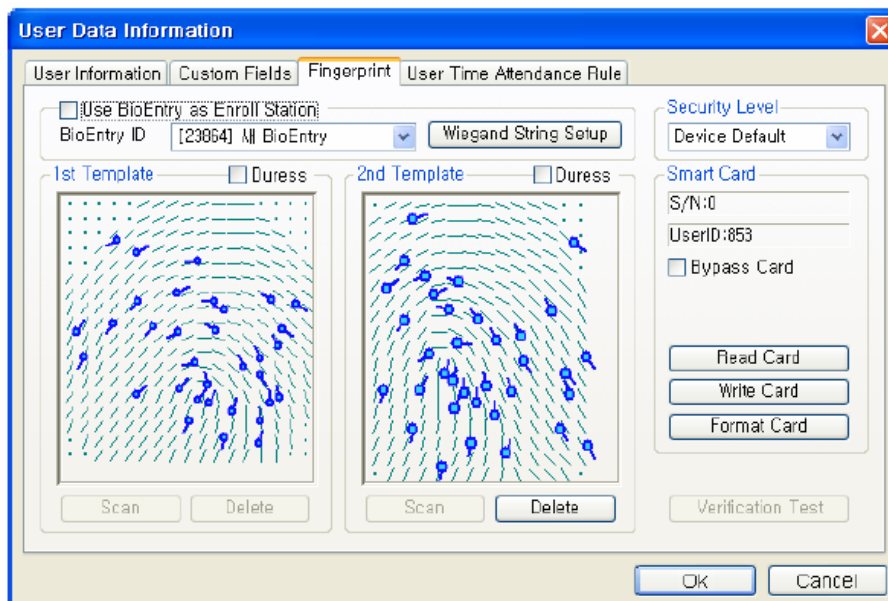 User Data Information
User Information Custom Fields Fingerprint User Time Attendance Rule
Use BioEntry as Enroll Station
BioEntry ID [23864] 새 BioEntry Wiegand String Setup
Security Level
Device Default
1st Template Duress
2nd Template Duress
Smart Card
S/N:0
UserID:853
Bypass Card
Read Card
Write Card
Format Card
Scan Delete
Scan Delete
Verification Test
Ok Cancel